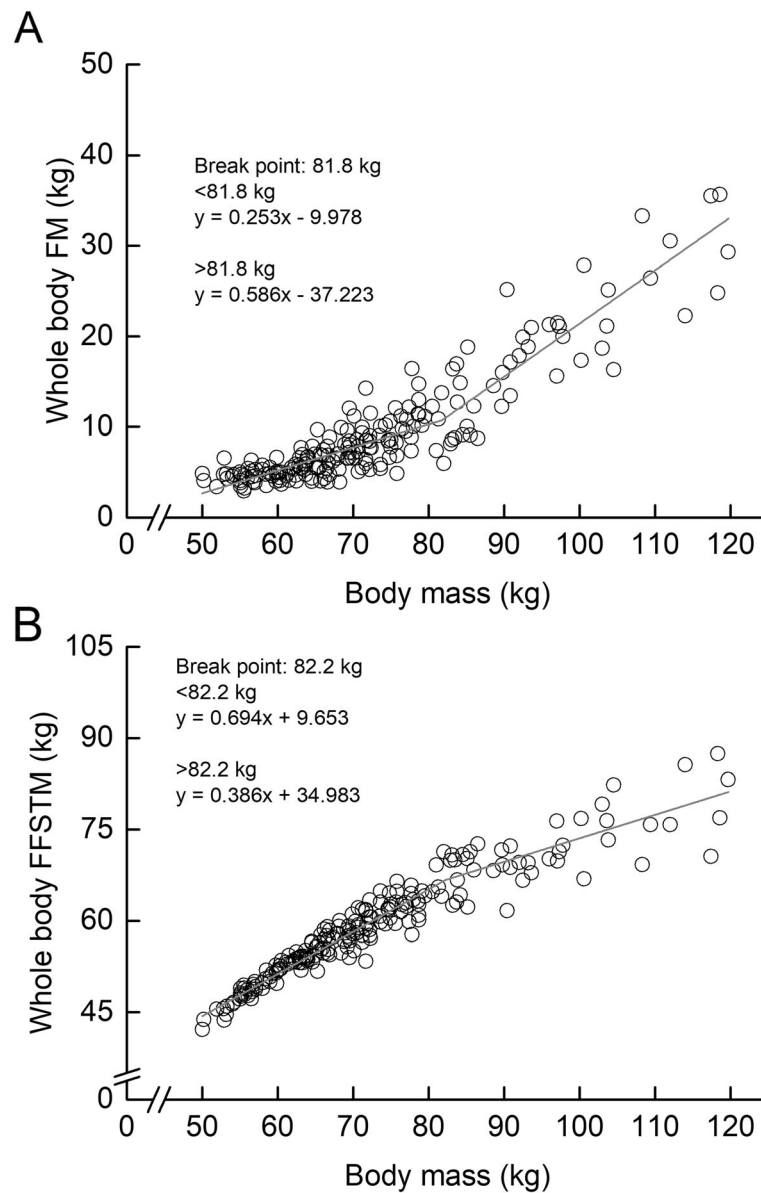 A
50
40
30
20
10
0
Whole body FM (kg)
Break point: 81.8 kg
<81.8 kg
y = 0.253x - 9.978
>81.8 kg
y = 0.586x - 37.223
0 50 60 70 80 90 100 110 120
Body mass (kg)
B
105
90
75
60
45
0
Whole body FFSTM (kg)
Break point: 82.2 kg
<82.2 kg
y = 0.694x + 9.653
>82.2 kg
y = 0.386x + 34.983
0 50 60 70 80 90 100 110 120
Body mass (kg)